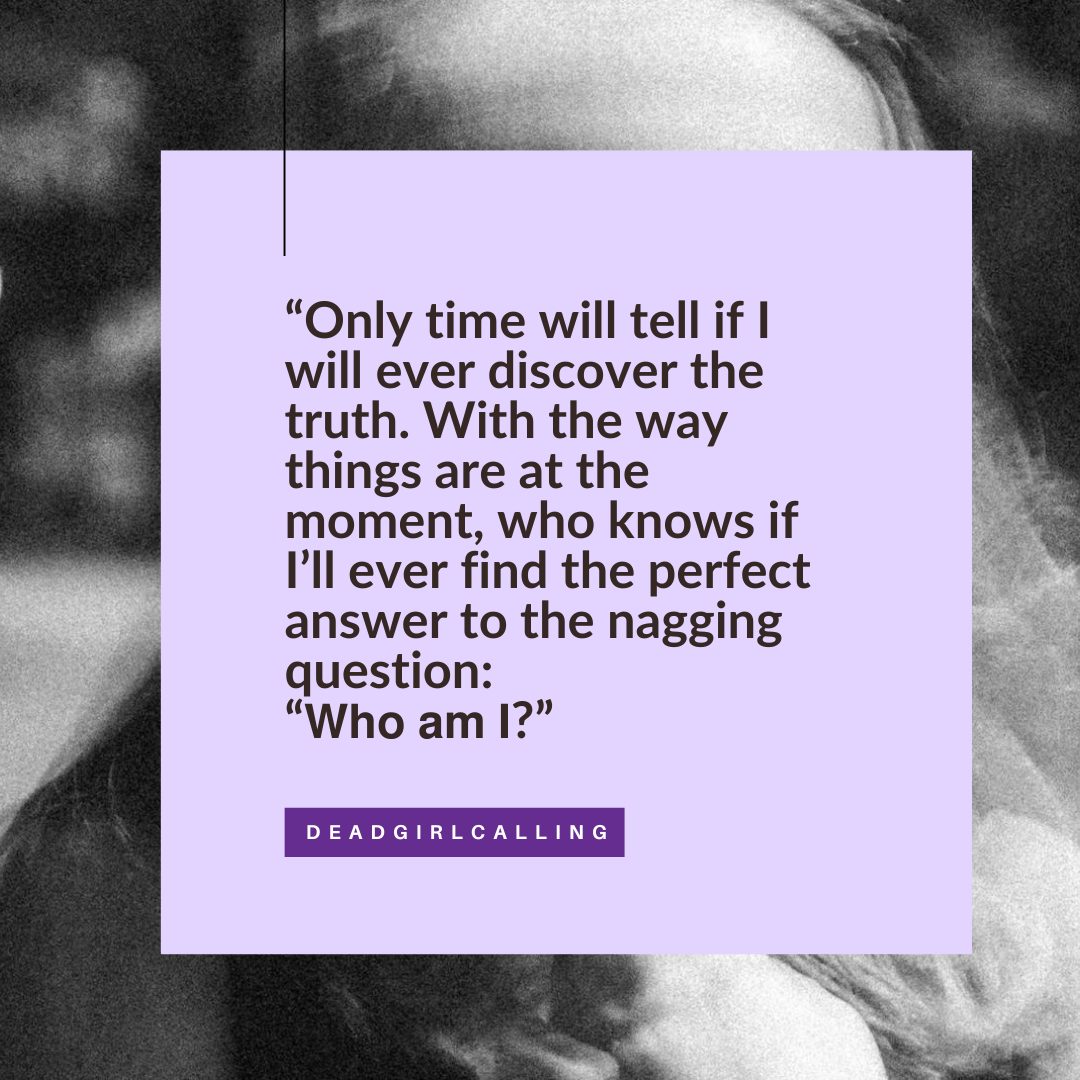 “Only time will tell if I
will ever discover the
truth. With the way
things are at the
moment, who knows if
I’ll ever find the perfect
answer to the nagging
question:
“Who am I?”
DEADGIRLCALLING